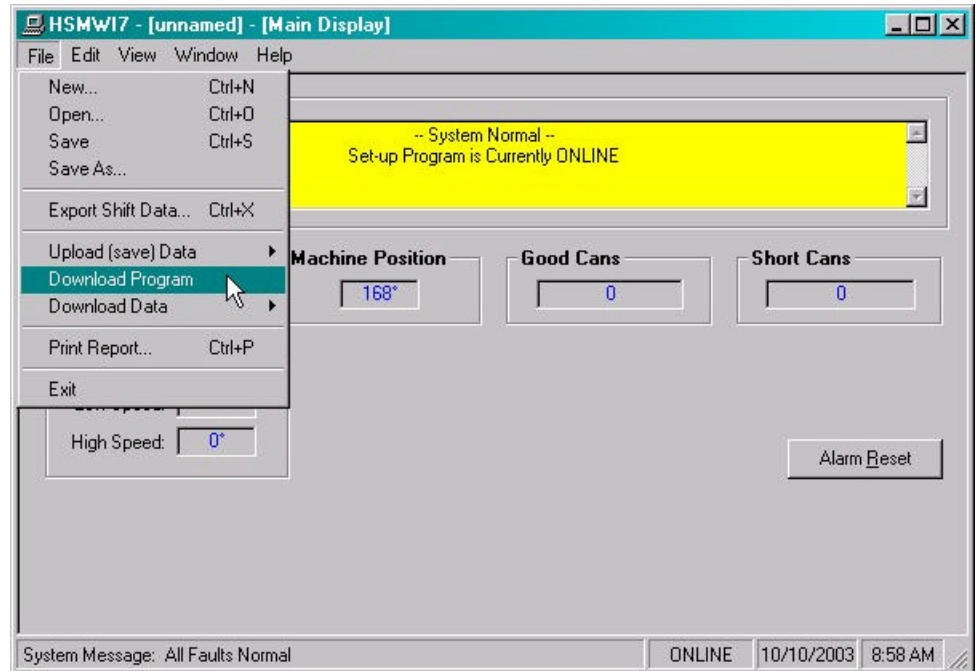 HSMWI7 - [unnamed] - [Main Display]
File Edit View Window Help
New... Ctrl+N
Open... Ctrl+O
Save Ctrl+S
Save As...
Export Shift Data... Ctrl+X
Upload (save) Data
Download Program
Download Data
Print Report... Ctrl+P
Exit
-- System Normal --
Set-up Program is Currently ONLINE
Machine Position
168°
Good Cans
0
Short Cans
0
High Speed: 0°
Alarm Reset
System Message: All Faults Normal ONLINE 10/10/2003 8:58 AM